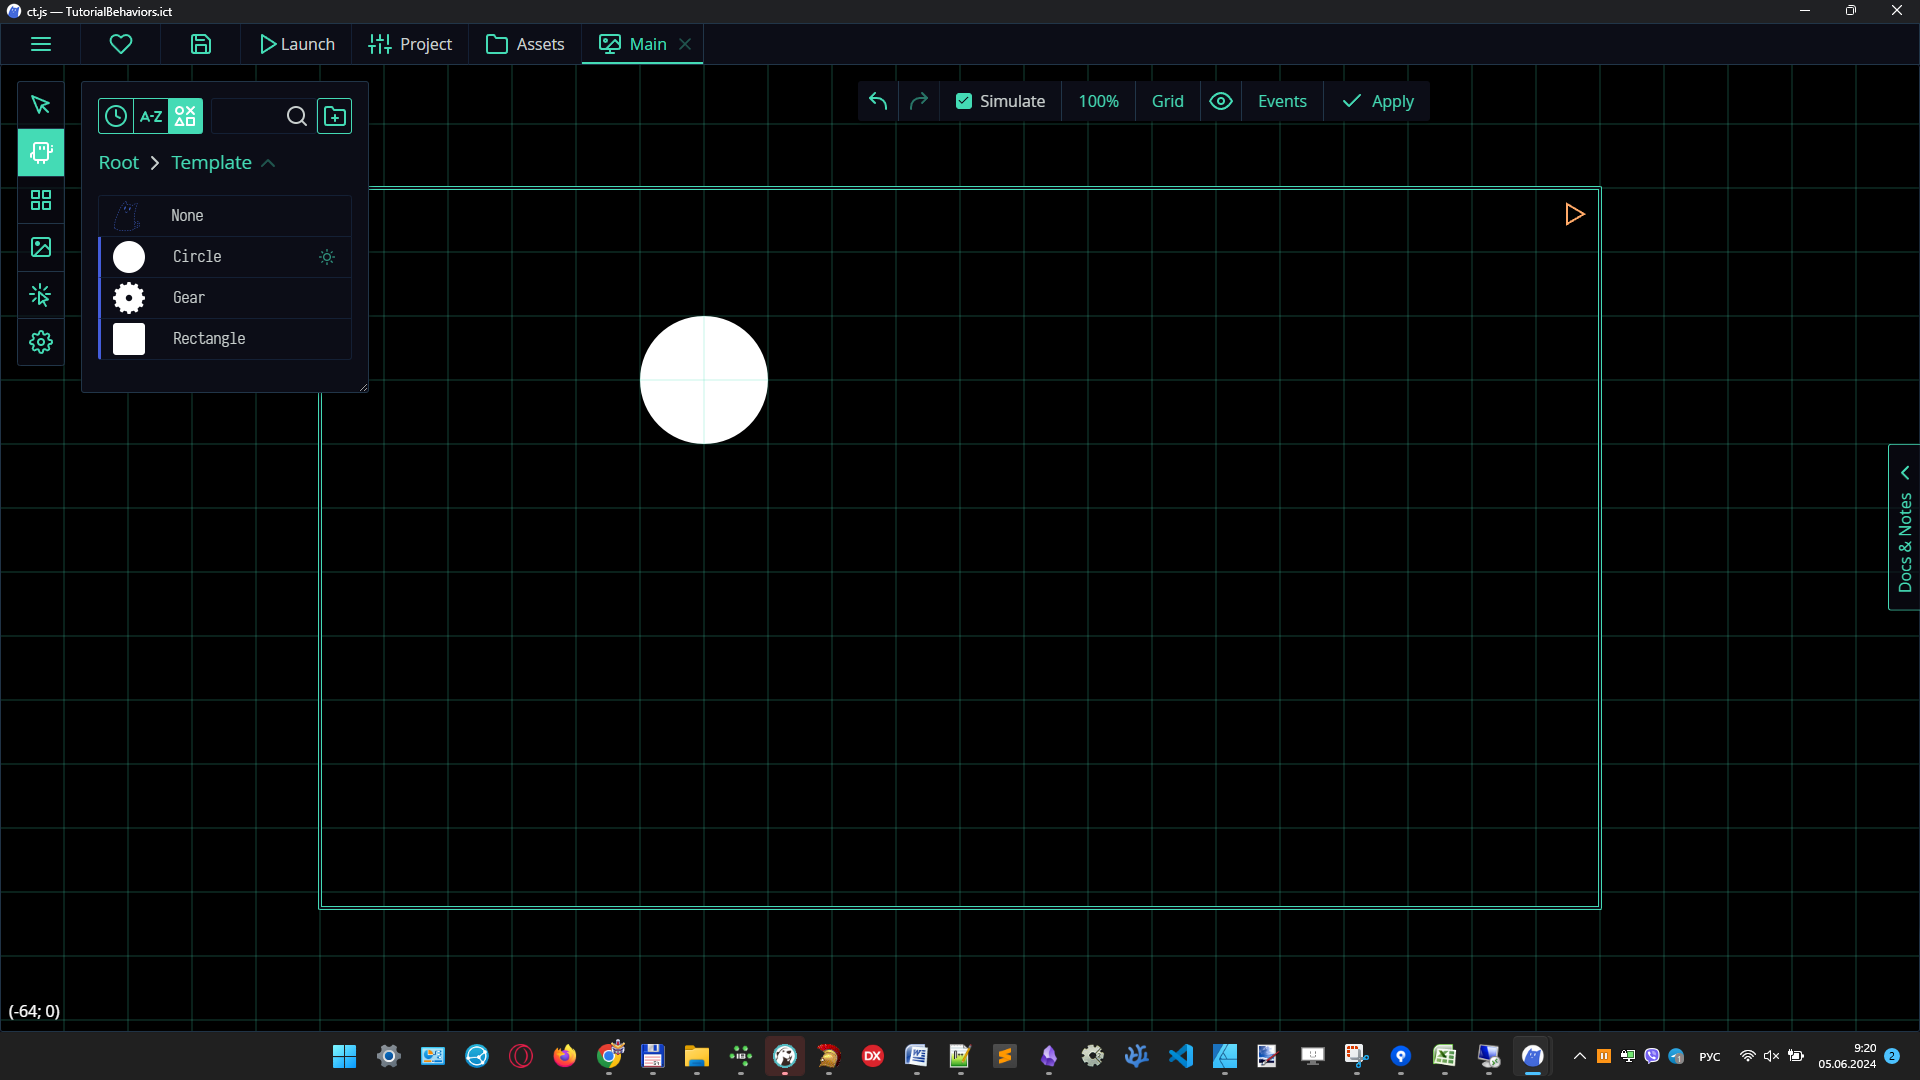 ct.js — TutorialBehaviors.ict
Launch
Project
Assets
Main
A-Z
Simulate
100%
Grid
Events
Apply
Root > Template
None
Circle
Gear
Rectangle
Docs & Notes
(-64; 0)
DX
РУС
9:20
05.06.2024
2